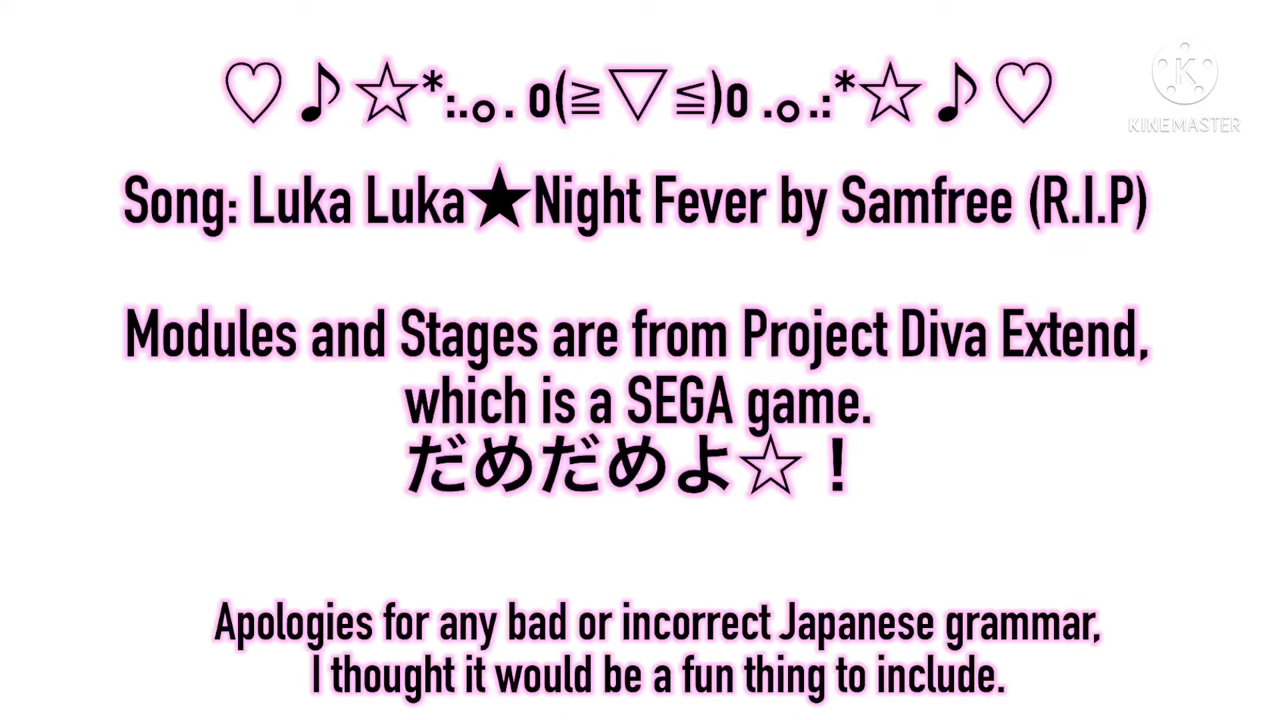 ♡♪☆*:.｡. o(≧▽≦)o .｡.:*☆♪♡
KINEMASTER
Song: Luka Luka★Night Fever by Samfree (R.I.P)
Modules and Stages are from Project Diva Extend,
which is a SEGA game.
だめだめよ☆！
Apologies for any bad or incorrect Japanese grammar,
I thought it would be a fun thing to include.